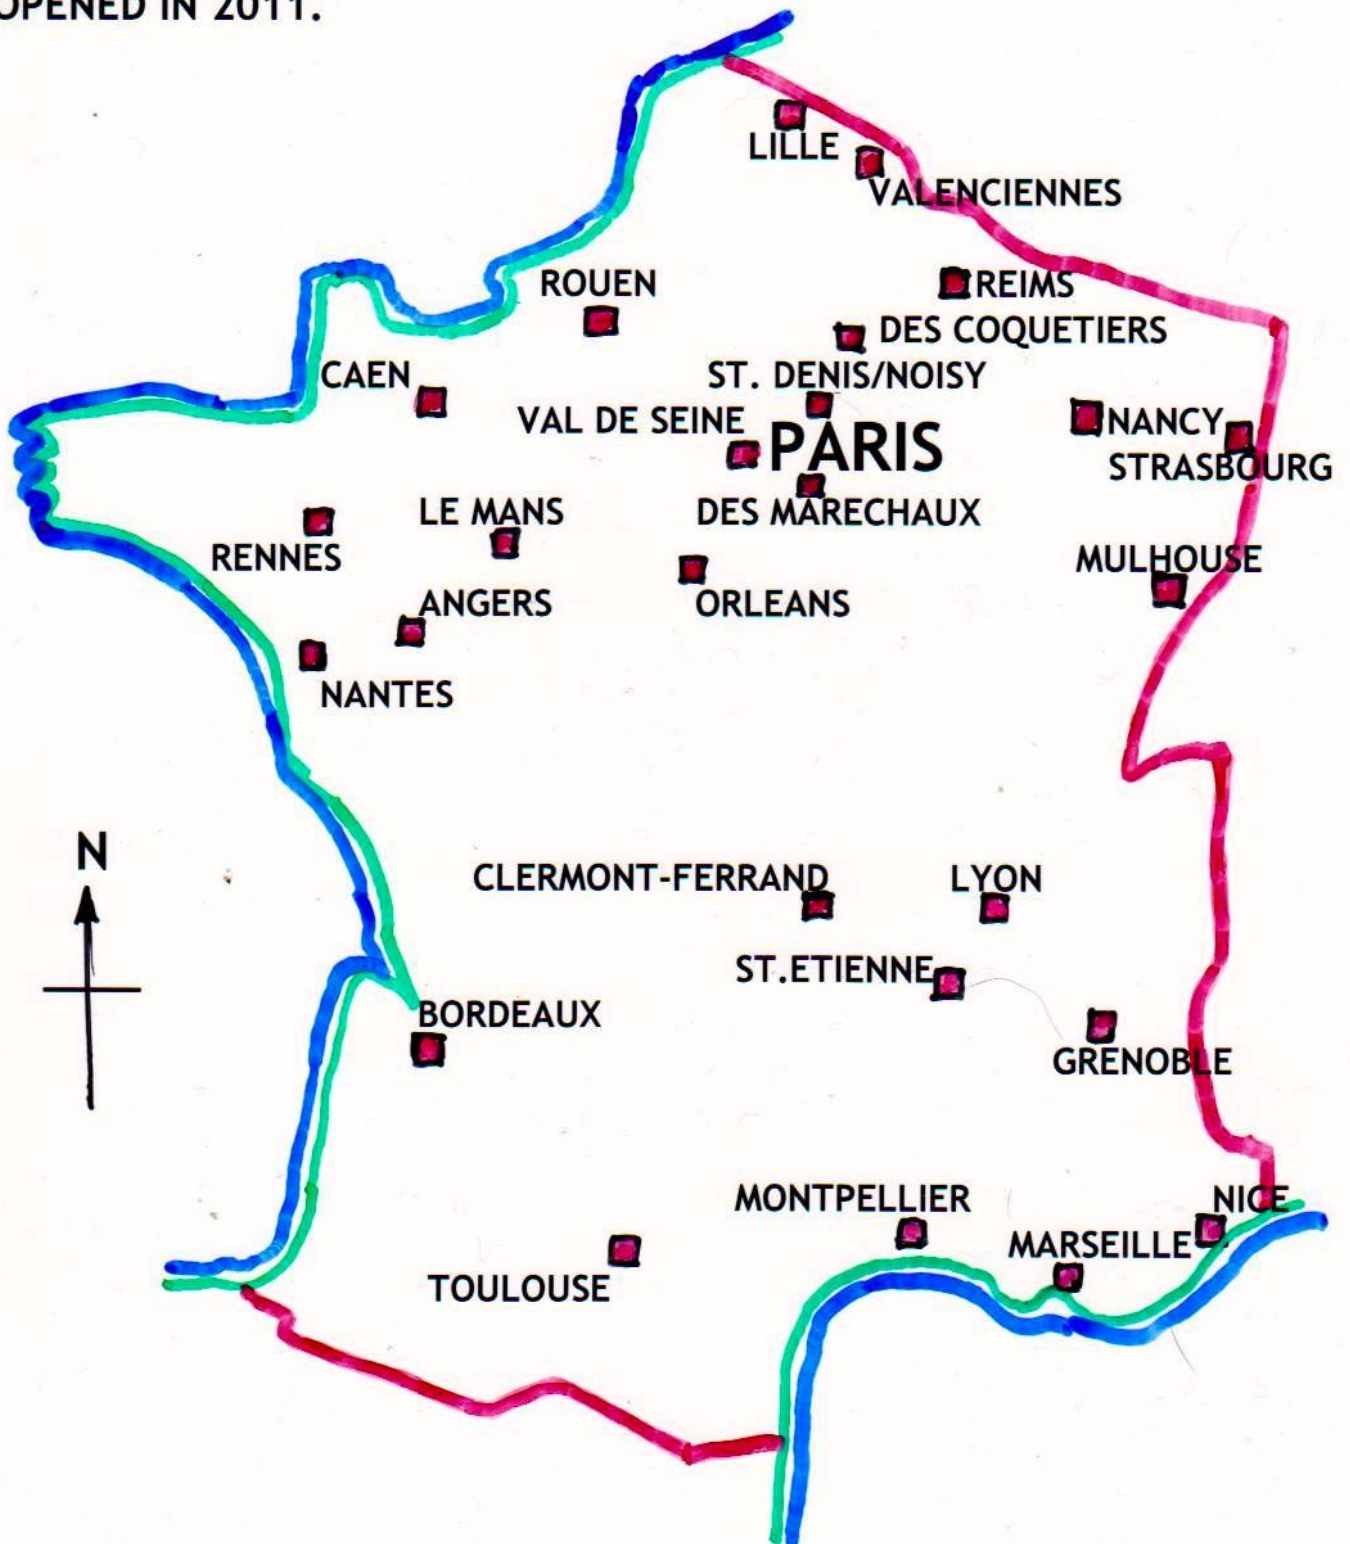 OPENED IN 2011.
LILLE
VALENCIENNES
ROUEN
REIMS
DES COQUETIERS
CAEN
ST. DENIS/NOISY
VAL DE SEINE
PARIS
NANCY
STRASBOURG
LE MANS
DES MARECHAUX
RENNES
MULHOUSE
ANGERS
ORLEANS
NANTES
N
CLERMONT-FERRAND
LYON
ST.ETIENNE
BORDEAUX
GRENOBLE
MONTPELLIER
NICE
MARSEILLE
TOULOUSE